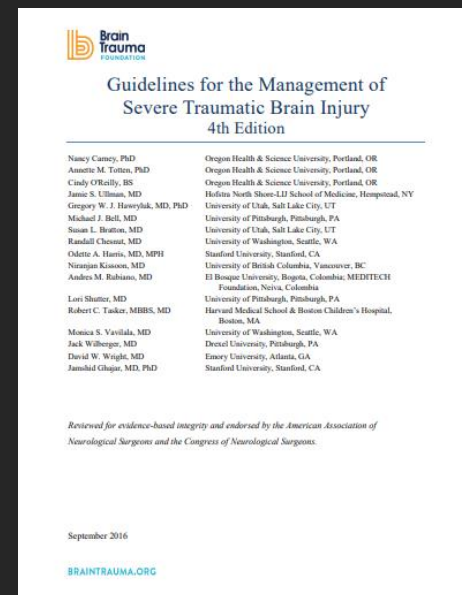 Brain
Trauma
FOUNDATION
Guidelines for the Management of
Severe Traumatic Brain Injury
4th Edition
Nancy Carney, PhD Oregon Health & Science University, Portland, OR
Annette M. Totten, PhD Oregon Health & Science University, Portland, OR
Cindy O'Reilly, BS Oregon Health & Science University, Portland, OR
Jamie S. Ullman, MD Hofstra North Shore-LIJ School of Medicine, Hempstead, NY
Gregory W. J. Hawryluk, MD, PhD University of Utah, Salt Lake City, UT
Michael J. Bell, MD University of Pittsburgh, Pittsburgh, PA
Susan L. Bratton, MD University of Utah, Salt Lake City, UT
Randall Chesnut, MD University of Washington, Seattle, WA
Odette A. Harris, MD, MPH Stanford University, Stanford, CA
Niranjan Kissoon, MD University of British Columbia, Vancouver, BC
Andres M. Rubiano, MD El Bosque University, Bogota, Colombia; MEDITECH
Foundation, Neiva, Colombia
Lori Shutter, MD University of Pittsburgh, Pittsburgh, PA
Robert C. Tasker, MBBS, MD Harvard Medical School & Boston Children's Hospital,
Boston, MA
Monica S. Vavilala, MD University of Washington, Seattle, WA
Jack Wilberger, MD Drexel University, Pittsburgh, PA
David W. Wright, MD Emory University, Atlanta, GA
Jamshid Ghajar, MD, PhD Stanford University, Stanford, CA
Reviewed for evidence-based integrity and endorsed by the American Association of
Neurological Surgeons and the Congress of Neurological Surgeons.
September 2016
BRAINTRAUMA.ORG